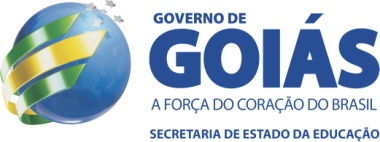 GOVERNO DE
GOIÁS
A FORÇA DO CORAÇÃO DO BRASIL
SECRETARIA DE ESTADO DA EDUCAÇÃO